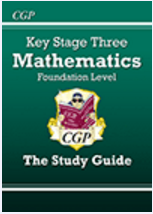 CGP
Key Stage Three
Mathematics
Foundation Level
CGP
The Study Guide